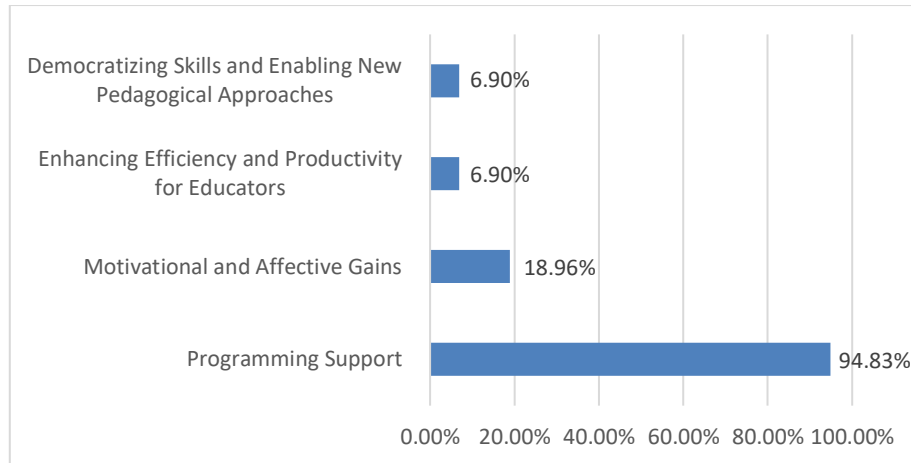 Democratizing Skills and Enabling New
Pedagogical Approaches
6.90%
Enhancing Efficiency and Productivity
for Educators
6.90%
Motivational and Affective Gains
18.96%
Programming Support
94.83%
0.00% 20.00% 40.00% 60.00% 80.00% 100.00%